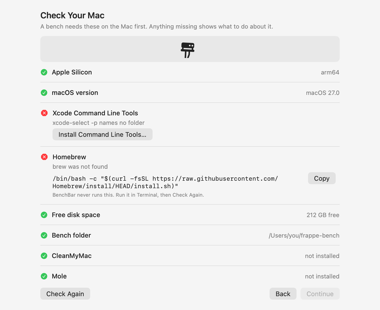 Check Your Mac
A bench needs these on the Mac first. Anything missing shows what to do about it.
Apple Silicon
arm64
macOS version
macOS 27.0
Xcode Command Line Tools
xcode-select -p names no folder
Install Command Line Tools...
Homebrew
brew was not found
/bin/bash -c "$(curl -fsSL https://raw.githubusercontent.com/
Homebrew/install/HEAD/install.sh)"
Copy
BenchBar never runs this. Run it in Terminal, then Check Again.
Free disk space
212 GB free
Bench folder
/Users/you/frappe-bench
CleanMyMac
not installed
Mole
not installed
Check Again
Back
Continue